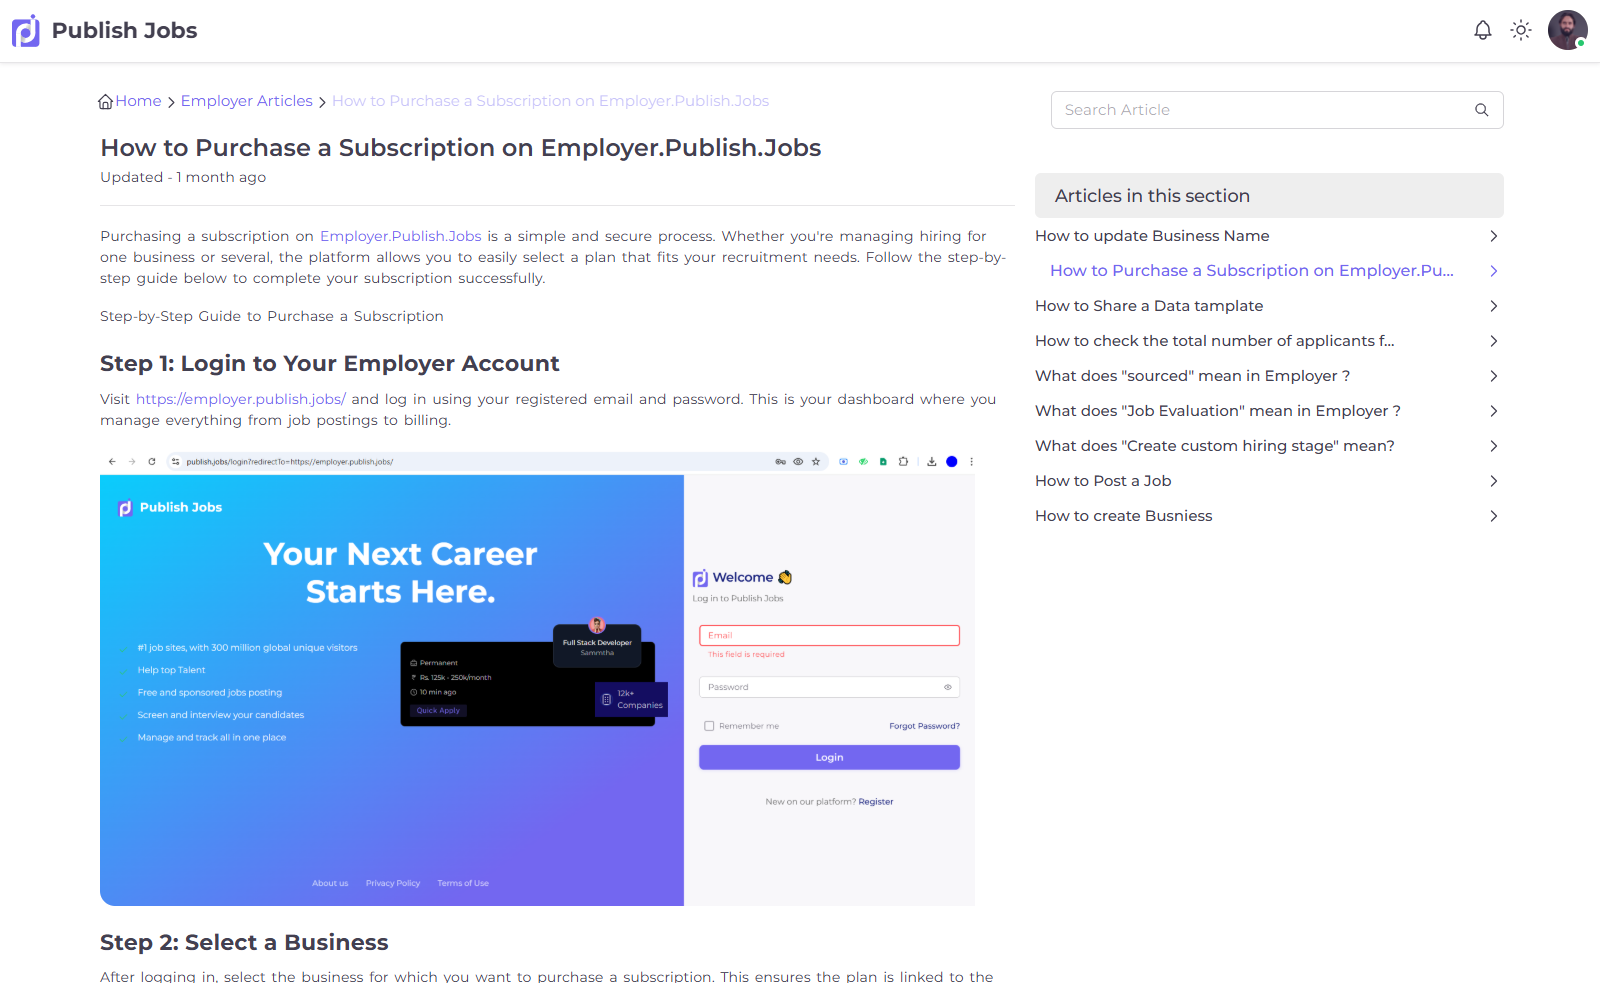 Publish Jobs
Home > Employer Articles > How to Purchase a Subscription on Employer.Publish.Jobs
How to Purchase a Subscription on Employer.Publish.Jobs
Updated - 1 month ago
Purchasing a subscription on Employer.Publish.Jobs is a simple and secure process. Whether you're managing hiring for
one business or several, the platform allows you to easily select a plan that fits your recruitment needs. Follow the step-by-
step guide below to complete your subscription successfully.
Step-by-Step Guide to Purchase a Subscription
Step 1: Login to Your Employer Account
Visit https://employer.publish.jobs/ and log in using your registered email and password. This is your dashboard where you
manage everything from job postings to billing.
publish.jobs/login?redirectTo=https://employer.publish.jobs/
Publish Jobs
Your Next Career
Starts Here.
#1 job sites, with 300 million global unique visitors
Help top Talent
Free and sponsored jobs posting
Screen and interview your candidates
Manage and track all in one place
Full Stack Developer
Sammtha
Permanent
₹ Rs. 125k - 250k/month
10 min ago
Quick Apply
12k+
Companies
About us
Privacy Policy
Terms of Use
Welcome 👏
Log in to Publish Jobs
Email
This field is required
Password
Remember me
Forgot Password?
Login
New on our platform? Register
Step 2: Select a Business
After logging in, select the business for which you want to purchase a subscription. This ensures the plan is linked to the
Search Article
Articles in this section
How to update Business Name
How to Purchase a Subscription on Employer.Pu...
How to Share a Data tamplate
How to check the total number of applicants f...
What does "sourced" mean in Employer ?
What does "Job Evaluation" mean in Employer ?
What does "Create custom hiring stage" mean?
How to Post a Job
How to create Busniess